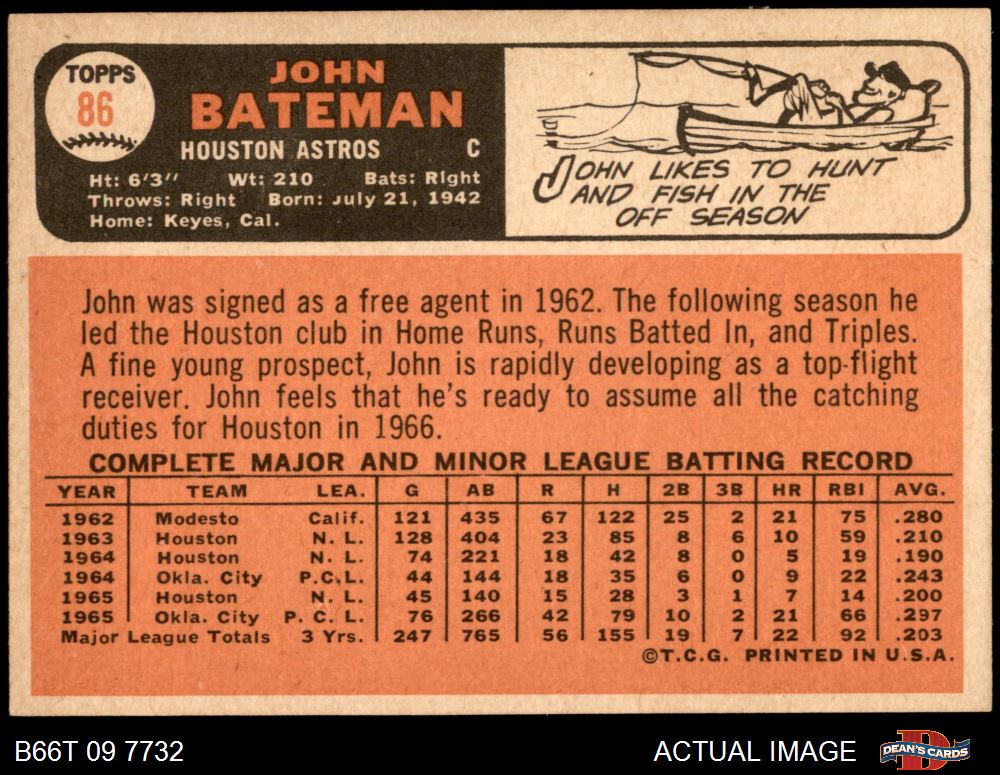 TOPPS
86
JOHN
BATEMAN
HOUSTON ASTROS C
Ht: 6'3" Wt: 210 Bats: Right
Throws: Right Born: July 21, 1942
Home: Keyes, Cal.
JOHN LIKES TO HUNT
AND FISH IN THE
OFF SEASON
John was signed as a free agent in 1962. The following season he
led the Houston club in Home Runs, Runs Batted In, and Triples.
A fine young prospect, John is rapidly developing as a top-flight
receiver. John feels that he's ready to assume all the catching
duties for Houston in 1966.
COMPLETE MAJOR AND MINOR LEAGUE BATTING RECORD
YEAR TEAM LEA. G AB R H 2B 3B HR RBI AVG.
1962 Modesto Calif. 121 435 67 122 25 2 21 75 .280
1963 Houston N. L. 128 404 23 85 8 6 10 59 .210
1964 Houston N. L. 74 221 18 42 8 0 5 19 .190
1964 Okla. City P.C.L. 44 144 18 35 6 0 9 22 .243
1965 Houston N. L. 45 140 15 28 3 1 7 14 .200
1965 Okla. City P. C. L. 76 266 42 79 10 2 21 66 .297
Major League Totals 3 Yrs. 247 765 56 155 19 7 22 92 .203
©T.C.G. PRINTED IN U.S.A.
B66T 09 7732 ACTUAL IMAGE DEAN'S CARDS